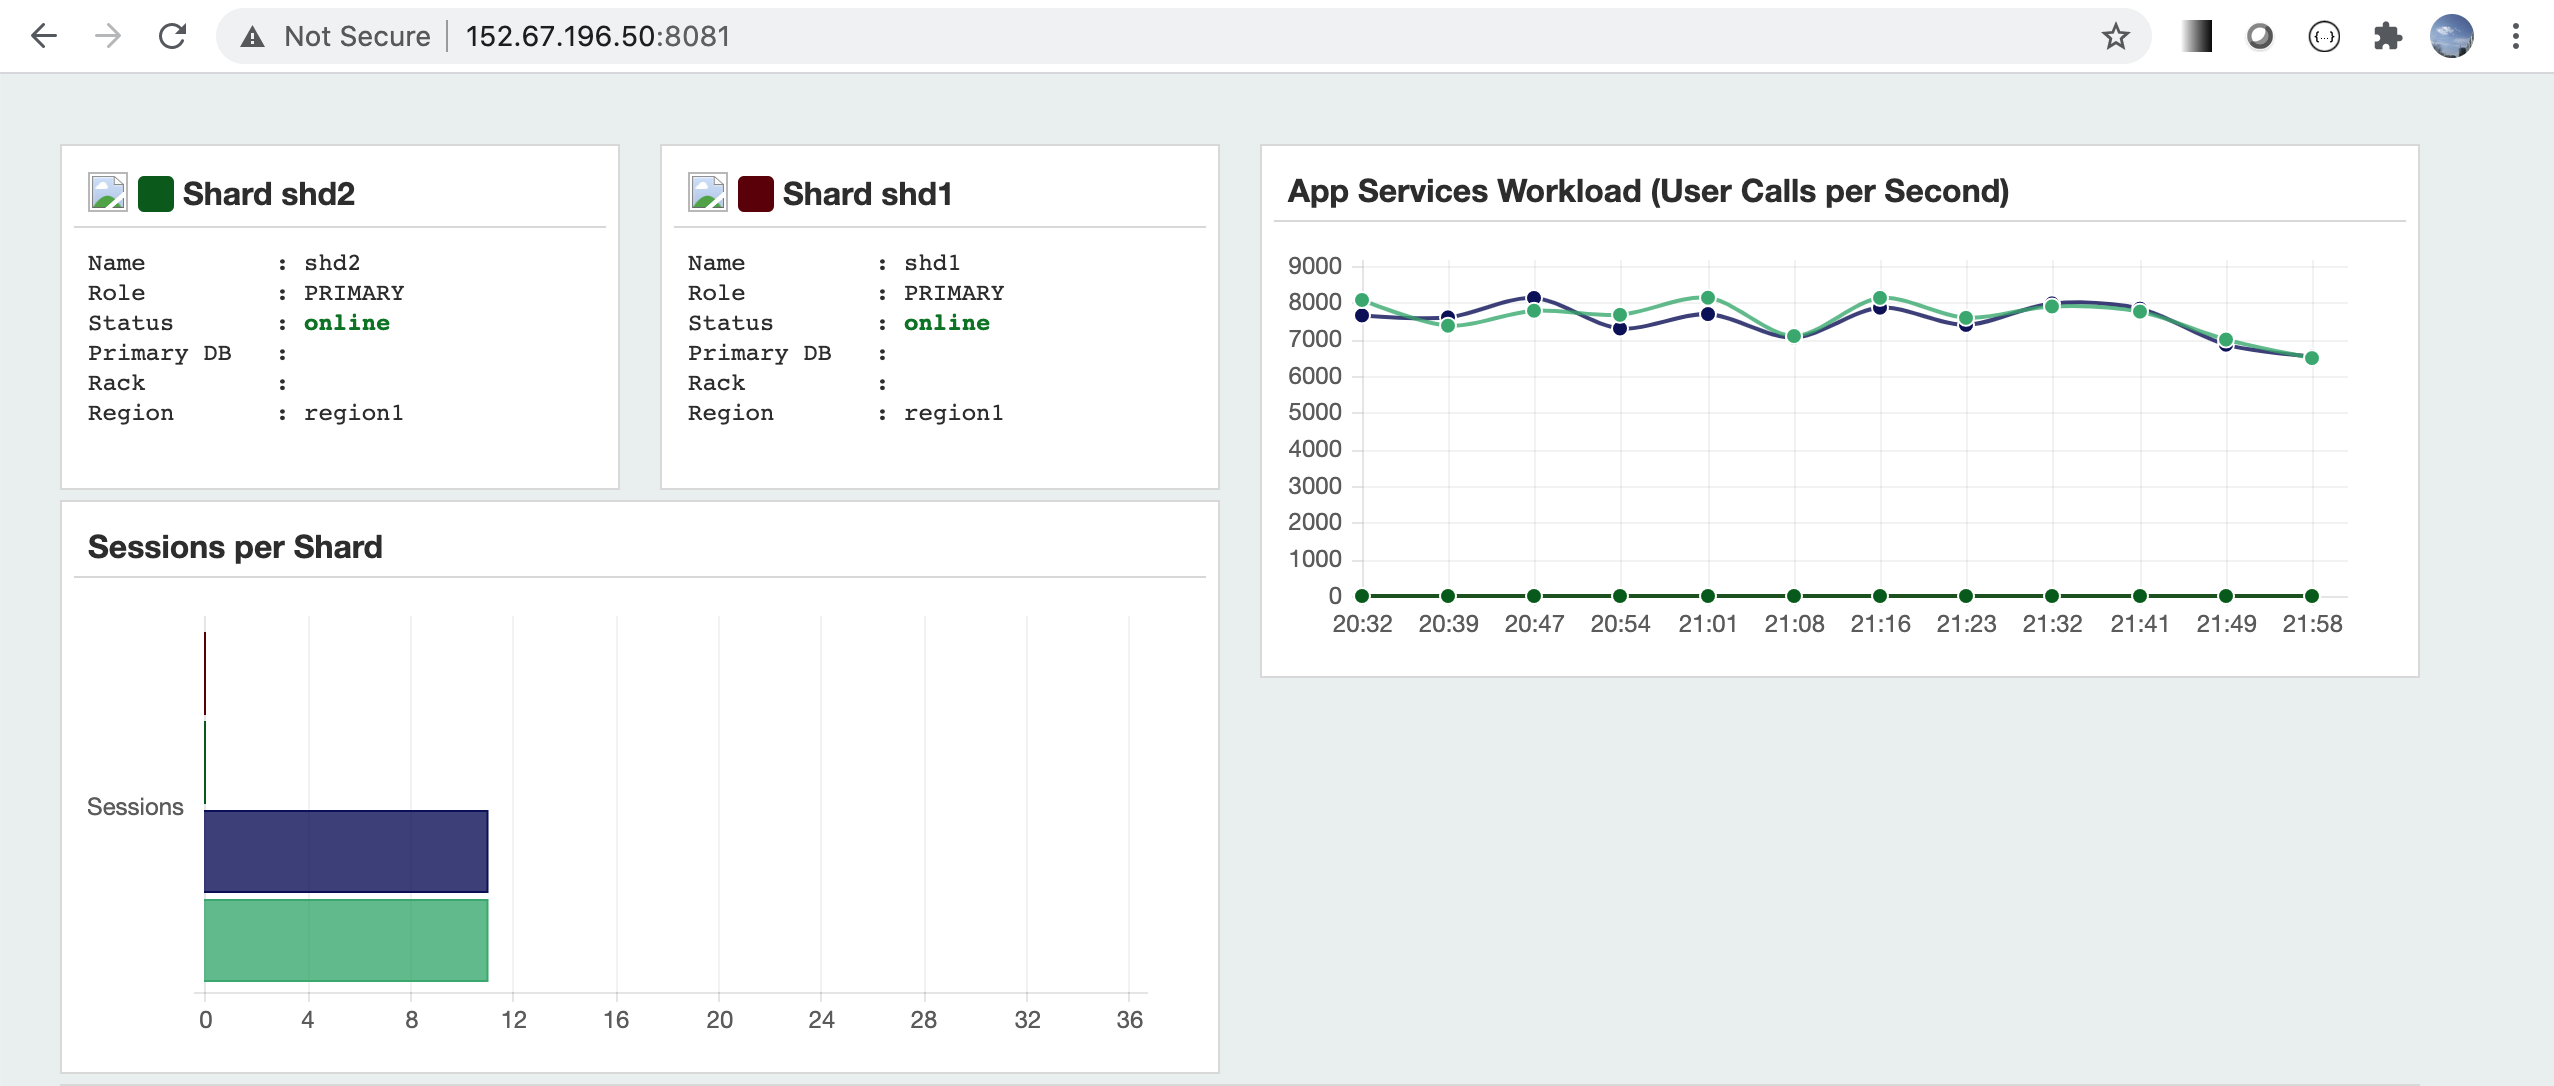 Not Secure 152.67.196.50:8081
Shard shd2
Name : shd2
Role : PRIMARY
Status : online
Primary DB :
Rack :
Region : region1
Shard shd1
Name : shd1
Role : PRIMARY
Status : online
Primary DB :
Rack :
Region : region1
App Services Workload (User Calls per Second)
9000
8000
7000
6000
5000
4000
3000
2000
1000
0
20:32 20:39 20:47 20:54 21:01 21:08 21:16 21:23 21:32 21:41 21:49 21:58
Sessions per Shard
Sessions
0 4 8 12 16 20 24 28 32 36